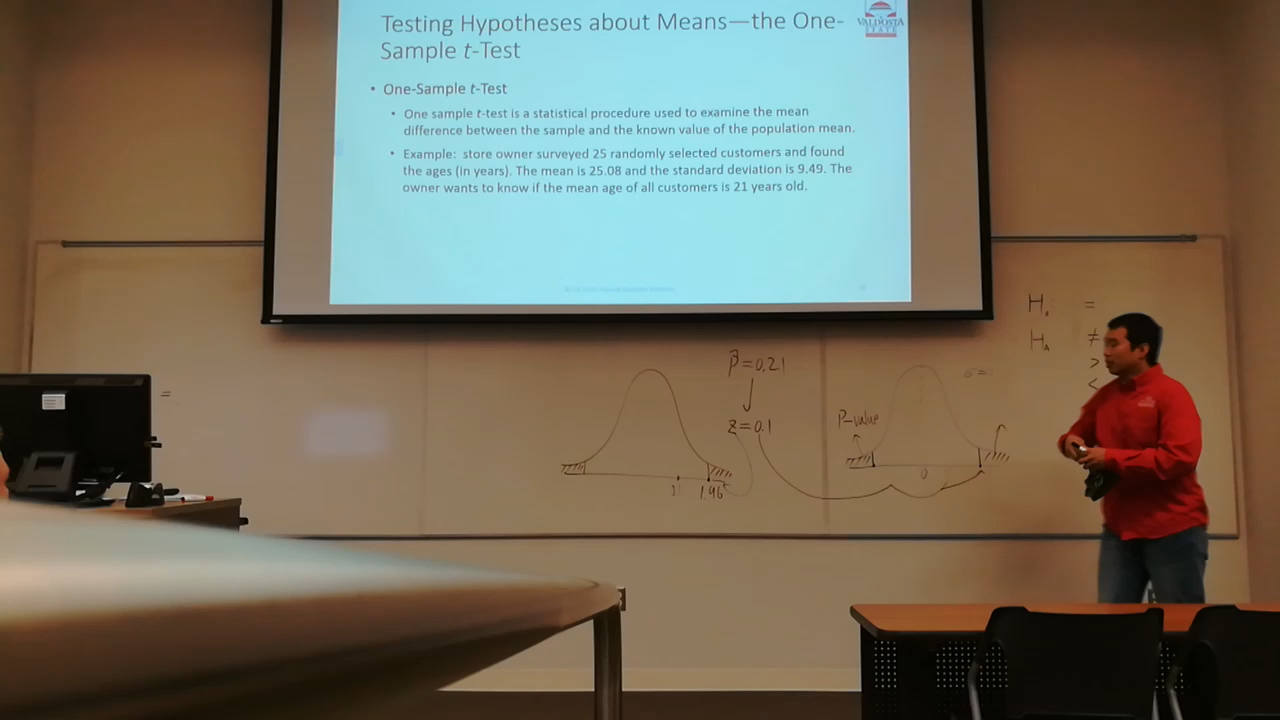 Testing Hypotheses about Means—the One-
Sample t-Test
VALDOSTA
STATE
• One-Sample t-Test
• One sample t-test is a statistical procedure used to examine the mean
difference between the sample and the known value of the population mean.
• Example: store owner surveyed 25 randomly selected customers and found
the ages (in years). The mean is 25.08 and the standard deviation is 9.49. The
owner wants to know if the mean age of all customers is 21 years old.
H₀: =
Hₐ ≠
>
<
=
p̂=0.21
z=0.1
1.96
P-value
σ=
0